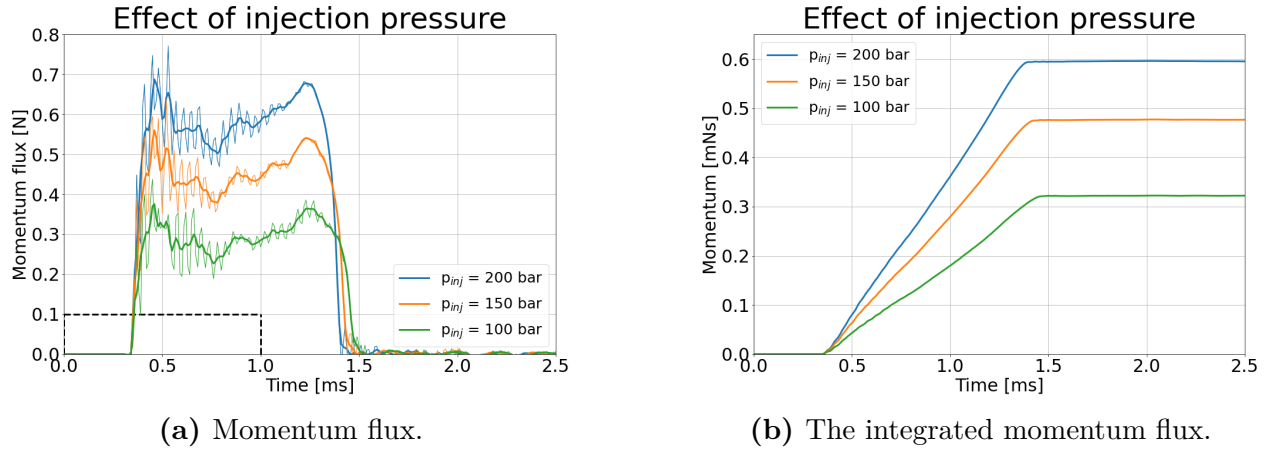 Effect of injection pressure
Momentum flux [N]
0.8
0.7
0.6
0.5
0.4
0.3
0.2
0.1
0.0
p_inj = 200 bar
p_inj = 150 bar
p_inj = 100 bar
0.0 0.5 1.0 1.5 2.0 2.5
Time [ms]
(a) Momentum flux.
Effect of injection pressure
Momentum [mNs]
0.6
0.5
0.4
0.3
0.2
0.1
0.0
p_inj = 200 bar
p_inj = 150 bar
p_inj = 100 bar
0.0 0.5 1.0 1.5 2.0 2.5
Time [ms]
(b) The integrated momentum flux.